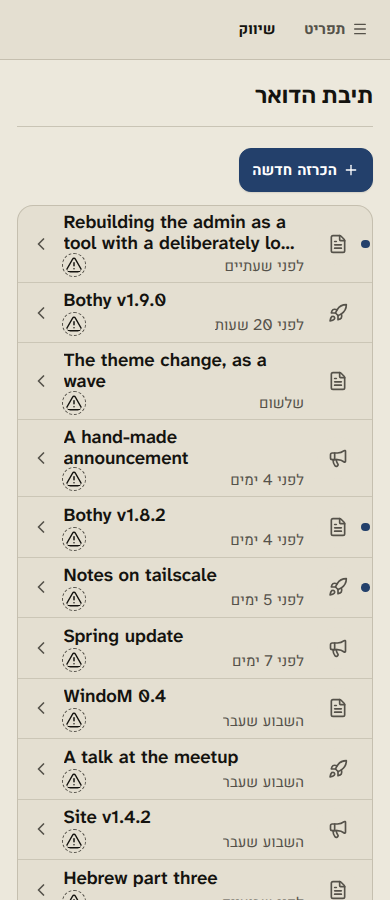 תפריט
שיווק
תיבת הדואר
הכרזה חדשה
Rebuilding the admin as a
tool with a deliberately lo...
לפני שעתיים
Bothy v1.9.0
לפני 20 שעות
The theme change, as a
wave
שלשום
A hand-made
announcement
לפני 4 ימים
Bothy v1.8.2
לפני 4 ימים
Notes on tailscale
לפני 5 ימים
Spring update
לפני 7 ימים
WindoM 0.4
השבוע שעבר
A talk at the meetup
השבוע שעבר
Site v1.4.2
השבוע שעבר
Hebrew part three